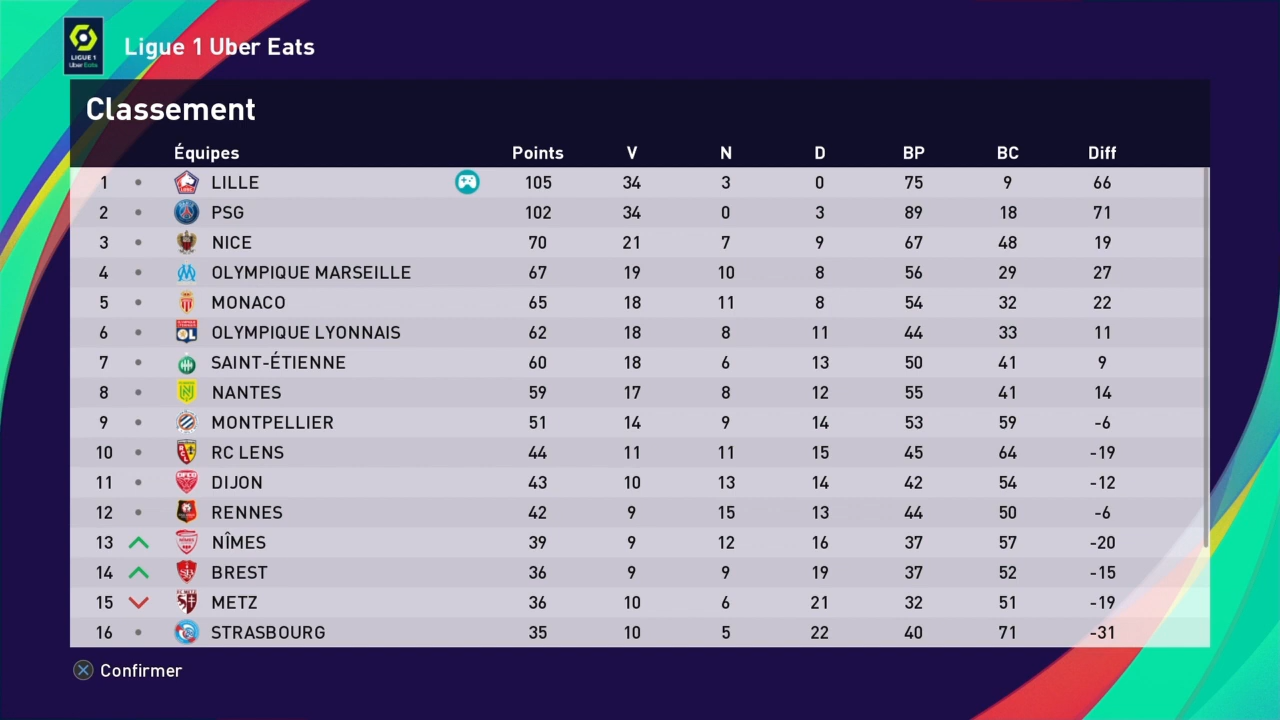 LIGUE 1
Uber Eats
Ligue 1 Uber Eats
Classement
Équipes Points V N D BP BC Diff
1 LILLE 105 34 3 0 75 9 66
2 PSG 102 34 0 3 89 18 71
3 NICE 70 21 7 9 67 48 19
4 OLYMPIQUE MARSEILLE 67 19 10 8 56 29 27
5 MONACO 65 18 11 8 54 32 22
6 OLYMPIQUE LYONNAIS 62 18 8 11 44 33 11
7 SAINT-ÉTIENNE 60 18 6 13 50 41 9
8 NANTES 59 17 8 12 55 41 14
9 MONTPELLIER 51 14 9 14 53 59 -6
10 RC LENS 44 11 11 15 45 64 -19
11 DIJON 43 10 13 14 42 54 -12
12 RENNES 42 9 15 13 44 50 -6
13 NÎMES 39 9 12 16 37 57 -20
14 BREST 36 9 9 19 37 52 -15
15 METZ 36 10 6 21 32 51 -19
16 STRASBOURG 35 10 5 22 40 71 -31
Confirmer